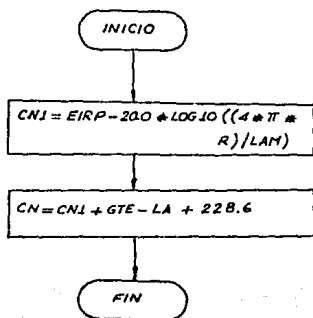 INICIO
CN1 = EIRP - 20.0 * LOG10 ((4 * π *
R)/LAM)
CN = CN1 + GTE - LA + 228.6
FIN